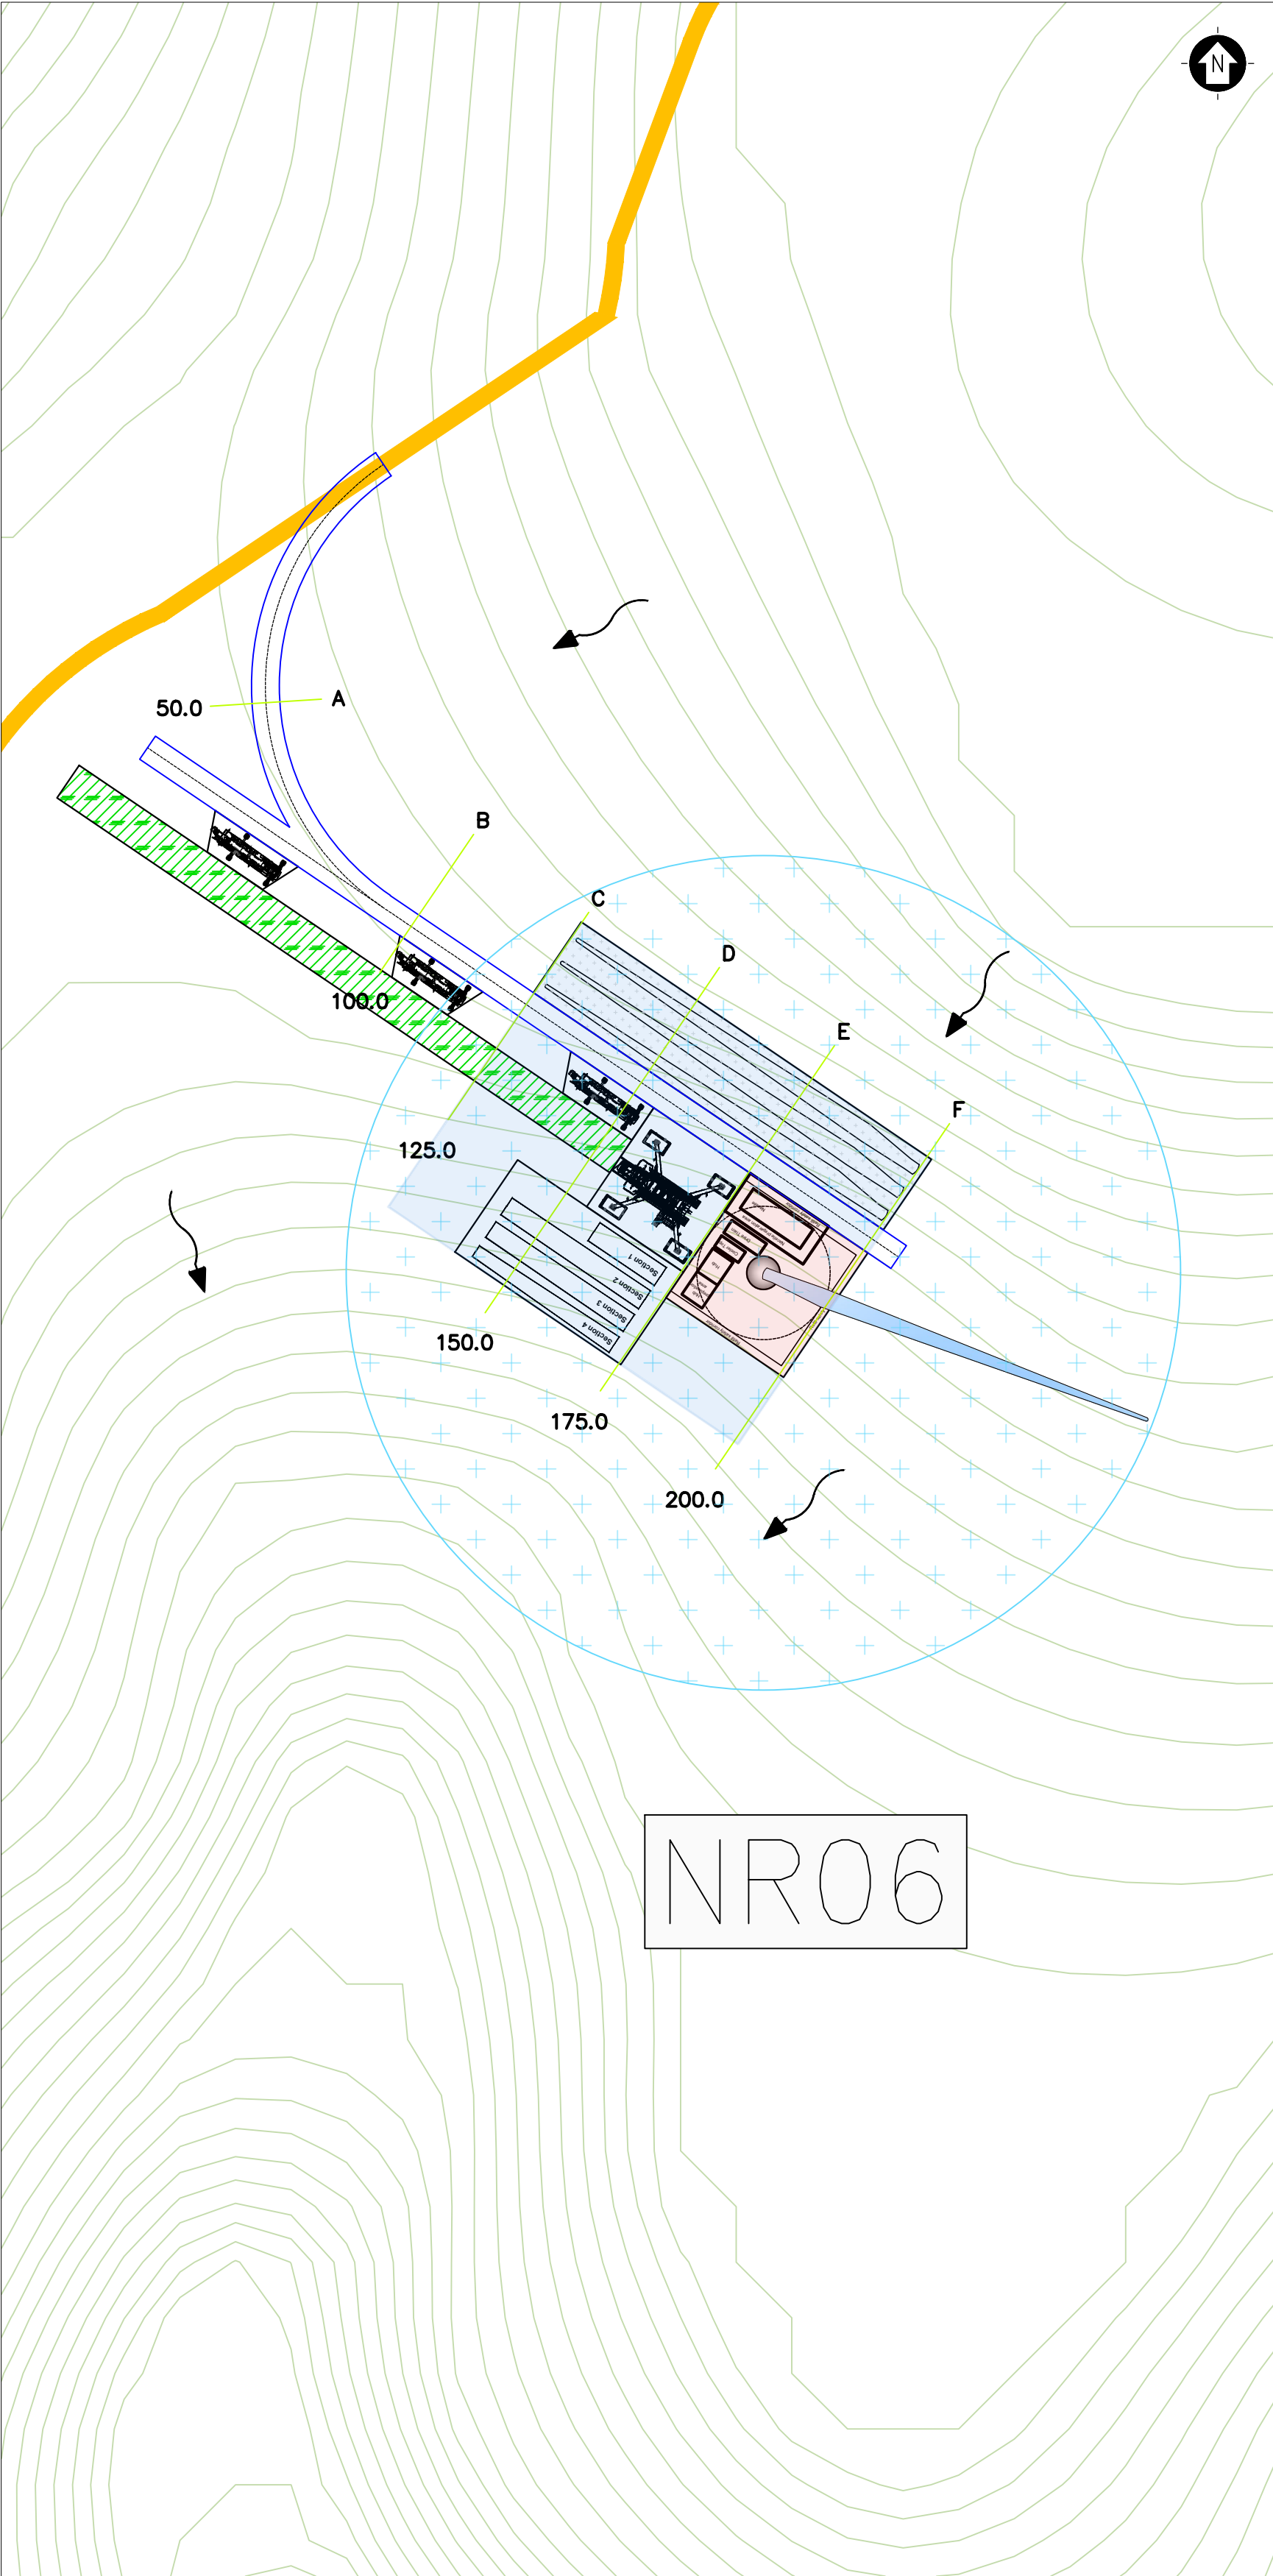 N
50.0
A
B
C
D
100.0
E
F
125.0
Section 1
Section 2
Section 3
Section 4
150.0
175.0
200.0
NR06